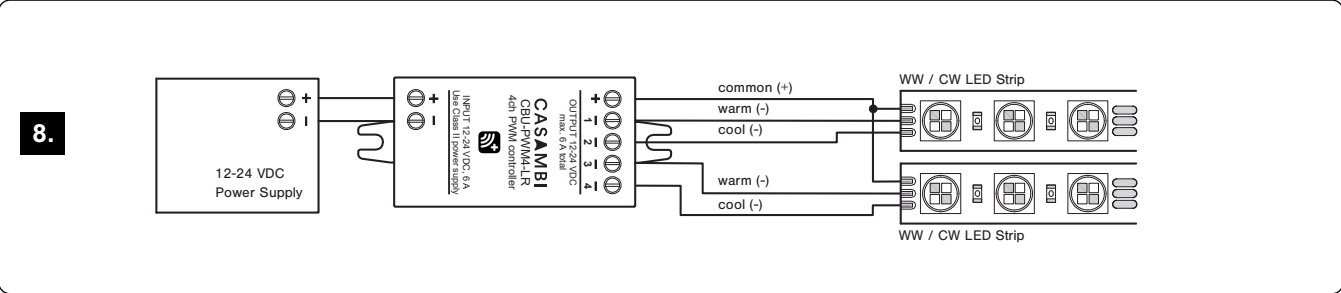 8.
+
-
12-24 VDC
Power Supply
+
-
INPUT 12-24 VDC, 6 A
Use Class II power supply
CASAMBI
CBU-PWM4-LR
4ch PWM controller
OUTPUT 12-24 VDC
max. 6 A total
+
1 -
2 -
3 -
4 -
common (+)
warm (-)
cool (-)
warm (-)
cool (-)
WW / CW LED Strip
WW / CW LED Strip